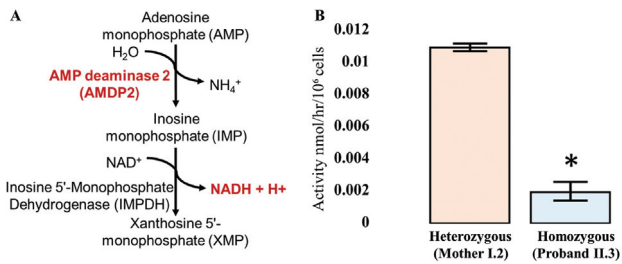 A
Adenosine
monophosphate (AMP)
H₂O
AMP deaminase 2
(AMDP2)
NH₄⁺
Inosine
monophosphate (IMP)
NAD⁺
Inosine 5'-Monophosphate
Dehydrogenase (IMPDH)
NADH + H+
Xanthosine 5'-
monophosphate (XMP)
B
Activity nmol/hr/10⁶ cells
0.012
0.01
0.008
0.006
0.004
0.002
0
*
Heterozygous
(Mother I.2)
Homozygous
(Proband II.3)